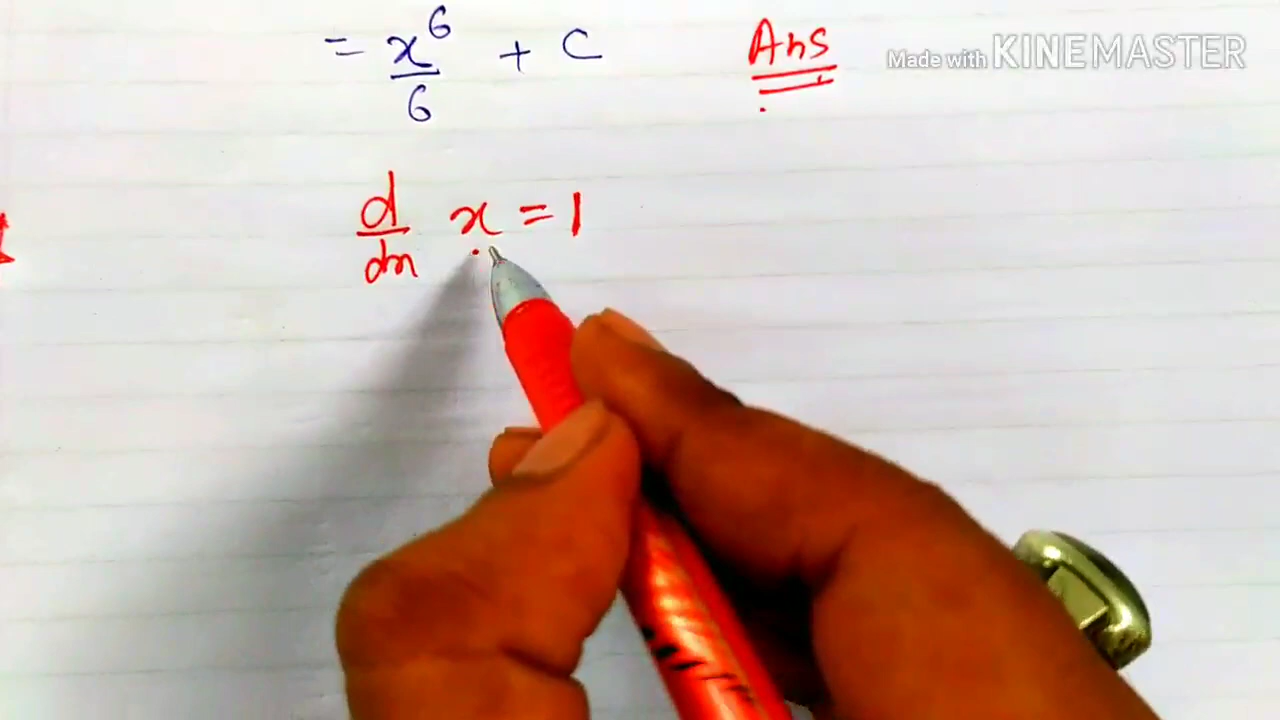 = x^6/6 + C Ans
Made with KINEMASTER
d/dx x = 1